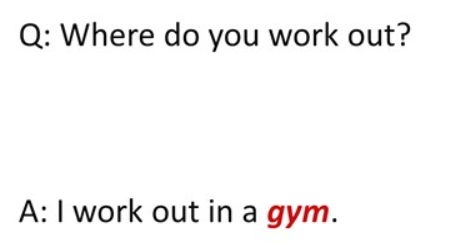 Q: Where do you work out?
A: I work out in a gym.